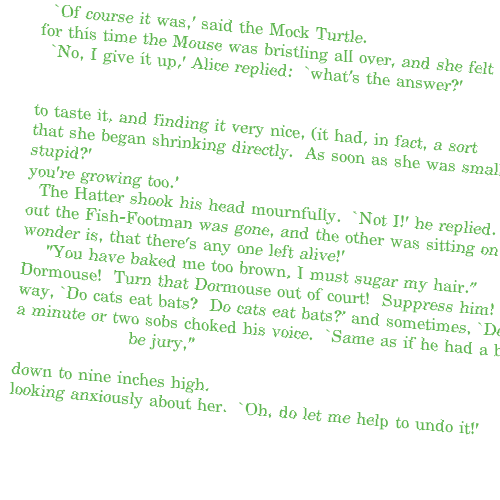 `Of course it was,' said the Mock Turtle.
for this time the Mouse was bristling all over, and she felt
`No, I give it up,' Alice replied:  `what's the answer?'
to taste it, and finding it very nice, (it had, in fact, a sort
that she began shrinking directly.  As soon as she was small
stupid?'
you're growing too.'
The Hatter shook his head mournfully.  `Not I!' he replied.
out the Fish-Footman was gone, and the other was sitting on
wonder is, that there's any one left alive!'
"You have baked me too brown, I must sugar my hair."
Dormouse!  Turn that Dormouse out of court!  Suppress him!
way, `Do cats eat bats?  Do cats eat bats?' and sometimes, `Do
a minute or two sobs choked his voice.  `Same as if he had a
be jury,"
down to nine inches high.
looking anxiously about her.  `Oh, do let me help to undo it!'